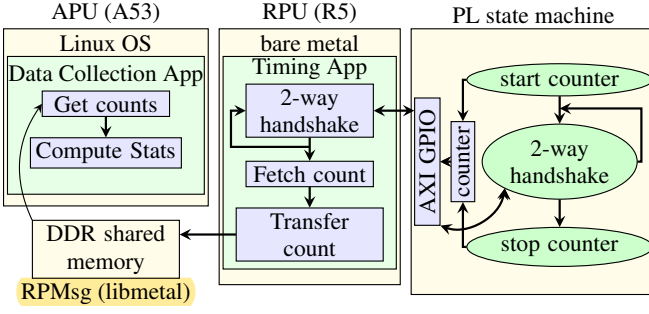 APU (A53)
Linux OS
Data Collection App
Get counts
Compute Stats
DDR shared
memory
RPMsg (libmetal)
RPU (R5)
bare metal
Timing App
2-way
handshake
Fetch count
Transfer
count
PL state machine
AXI GPIO
counter
start counter
2-way
handshake
stop counter